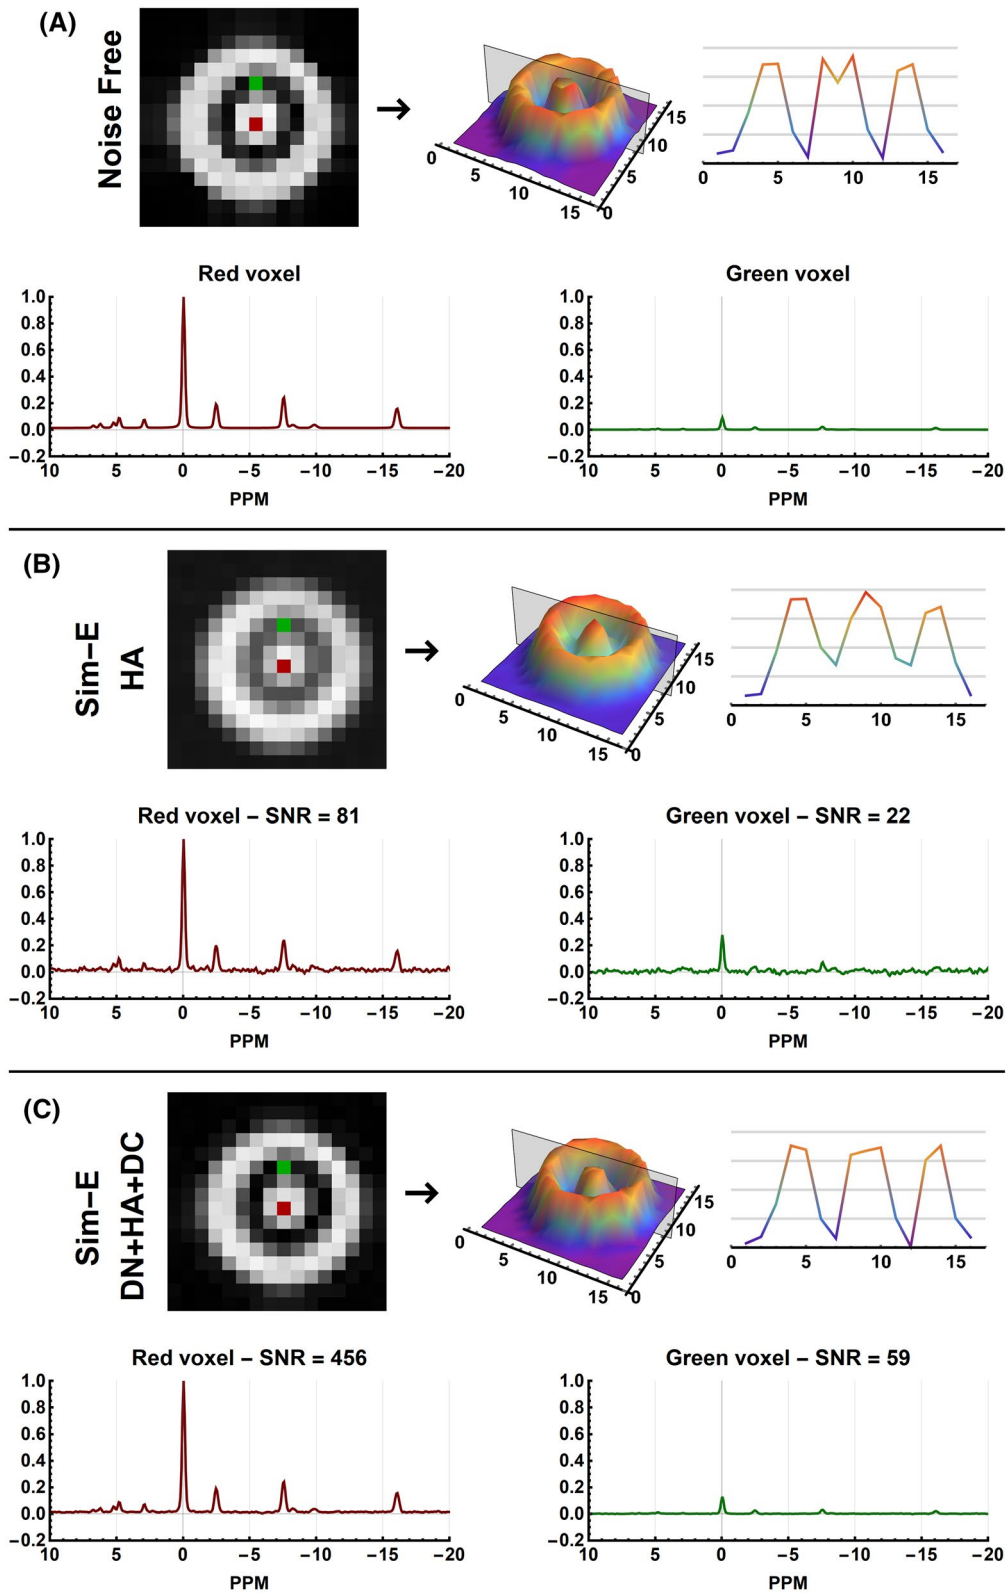 (A)
Noise Free
0 5 10 15
0 5 10 15
0 5 10 15
Red voxel
1.0
0.8
0.6
0.4
0.2
0.0
−0.2
10 5 0 −5 −10 −15 −20
PPM
Green voxel
1.0
0.8
0.6
0.4
0.2
0.0
−0.2
10 5 0 −5 −10 −15 −20
PPM
(B)
Sim−E
HA
0 5 10 15
0 5 10 15
0 5 10 15
Red voxel − SNR = 81
1.0
0.8
0.6
0.4
0.2
0.0
−0.2
10 5 0 −5 −10 −15 −20
PPM
Green voxel − SNR = 22
1.0
0.8
0.6
0.4
0.2
0.0
−0.2
10 5 0 −5 −10 −15 −20
PPM
(C)
Sim−E
DN+HA+DC
0 5 10 15
0 5 10 15
0 5 10 15
Red voxel − SNR = 456
1.0
0.8
0.6
0.4
0.2
0.0
−0.2
10 5 0 −5 −10 −15 −20
PPM
Green voxel − SNR = 59
1.0
0.8
0.6
0.4
0.2
0.0
−0.2
10 5 0 −5 −10 −15 −20
PPM